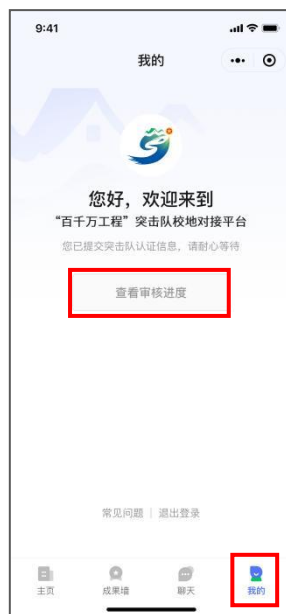 9:41
我的
您好，欢迎来到
“百千万工程”突击队校地对接平台
您已提交突击队认证信息，请耐心等待
查看审核进度
常见问题 | 退出登录
主页 成果墙 聊天 我的